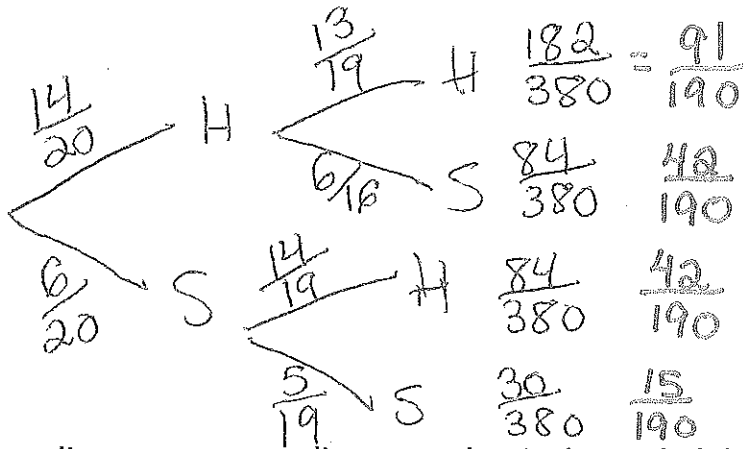 13/19 H 182/380 = 91/190
14/20 H
6/16 S 84/380 42/190
14/19 H 84/380 42/190
6/20 S
5/19 S 30/380 15/190